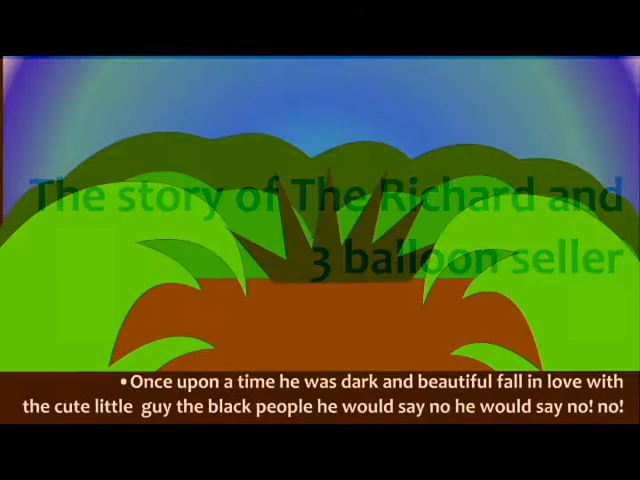 The story of The Richard and
3 balloon seller
•Once upon a time he was dark and beautiful fall in love with
the cute little guy the black people he would say no he would say no! no!